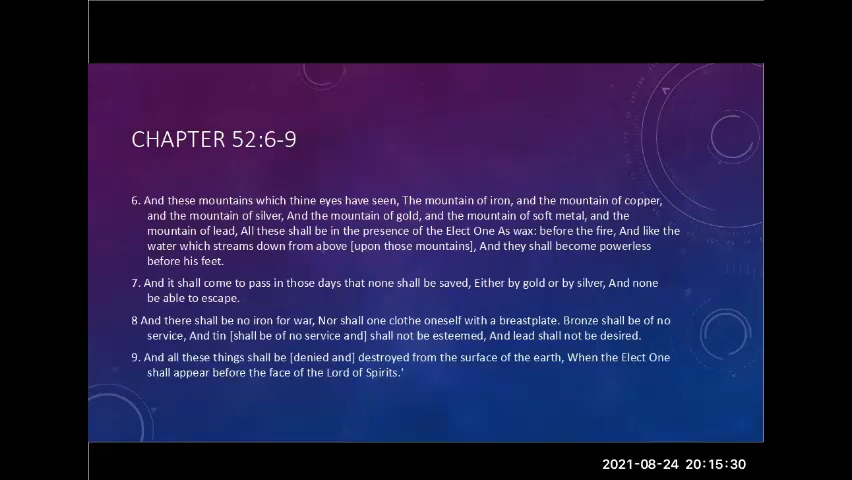 CHAPTER 52:6-9
6. And these mountains which thine eyes have seen, The mountain of iron, and the mountain of copper,
and the mountain of silver, And the mountain of gold, and the mountain of soft metal, and the
mountain of lead, All these shall be in the presence of the Elect One As wax: before the fire, And like the
water which streams down from above [upon those mountains], And they shall become powerless
before his feet.
7. And it shall come to pass in those days that none shall be saved, Either by gold or by silver, And none
be able to escape.
8 And there shall be no iron for war, Nor shall one clothe oneself with a breastplate. Bronze shall be of no
service, And tin [shall be of no service and] shall not be esteemed, And lead shall not be desired.
9. And all these things shall be [denied and] destroyed from the surface of the earth, When the Elect One
shall appear before the face of the Lord of Spirits.'
2021-08-24 20:15:30